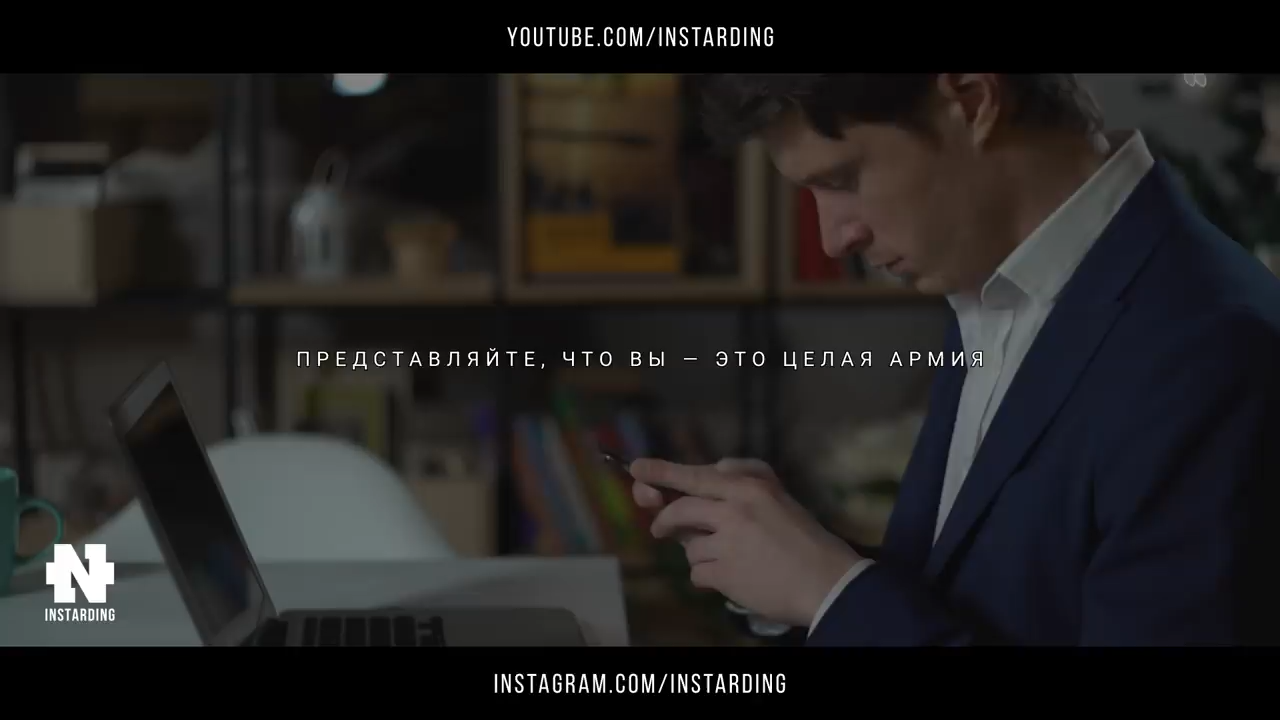 YOUTUBE.COM/INSTARDING
ПРЕДСТАВЛЯЙТЕ, ЧТО ВЫ – ЭТО ЦЕЛАЯ АРМИЯ
N
INSTARDING
INSTAGRAM.COM/INSTARDING